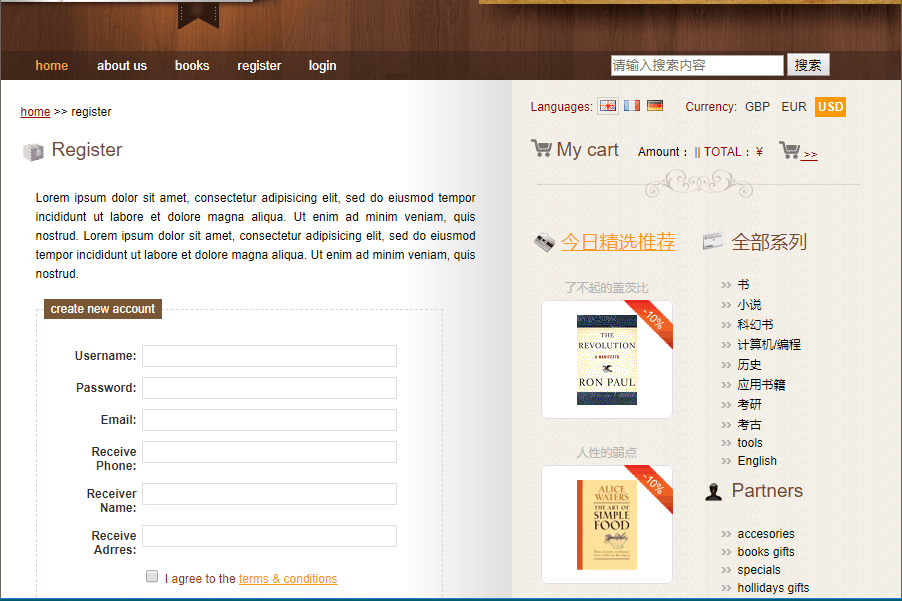 home about us books register login 请输入搜索内容 搜索
home >> register
Register
Lorem ipsum dolor sit amet, consectetur adipisicing elit, sed do eiusmod tempor
incididunt ut labore et dolore magna aliqua. Ut enim ad minim veniam, quis
nostrud. Lorem ipsum dolor sit amet, consectetur adipisicing elit, sed do eiusmod
tempor incididunt ut labore et dolore magna aliqua. Ut enim ad minim veniam, quis
nostrud.
create new account
Username:
Password:
Email:
Receive
Phone:
Receiver
Name:
Receive
Adrres:
I agree to the terms & conditions
Languages: Currency: GBP EUR USD
My cart Amount : || TOTAL : ¥ >>
今日精选推荐
了不起的盖茨比
-10%
THE
REVOLUTION
A MANIFESTO
RON PAUL
人性的弱点
-10%
ALICE
WATERS
THE ART OF
SIMPLE
FOOD
全部系列
书
小说
科幻书
计算机/编程
历史
应用书籍
考研
考古
tools
English
Partners
accesories
books gifts
specials
hollidays gifts